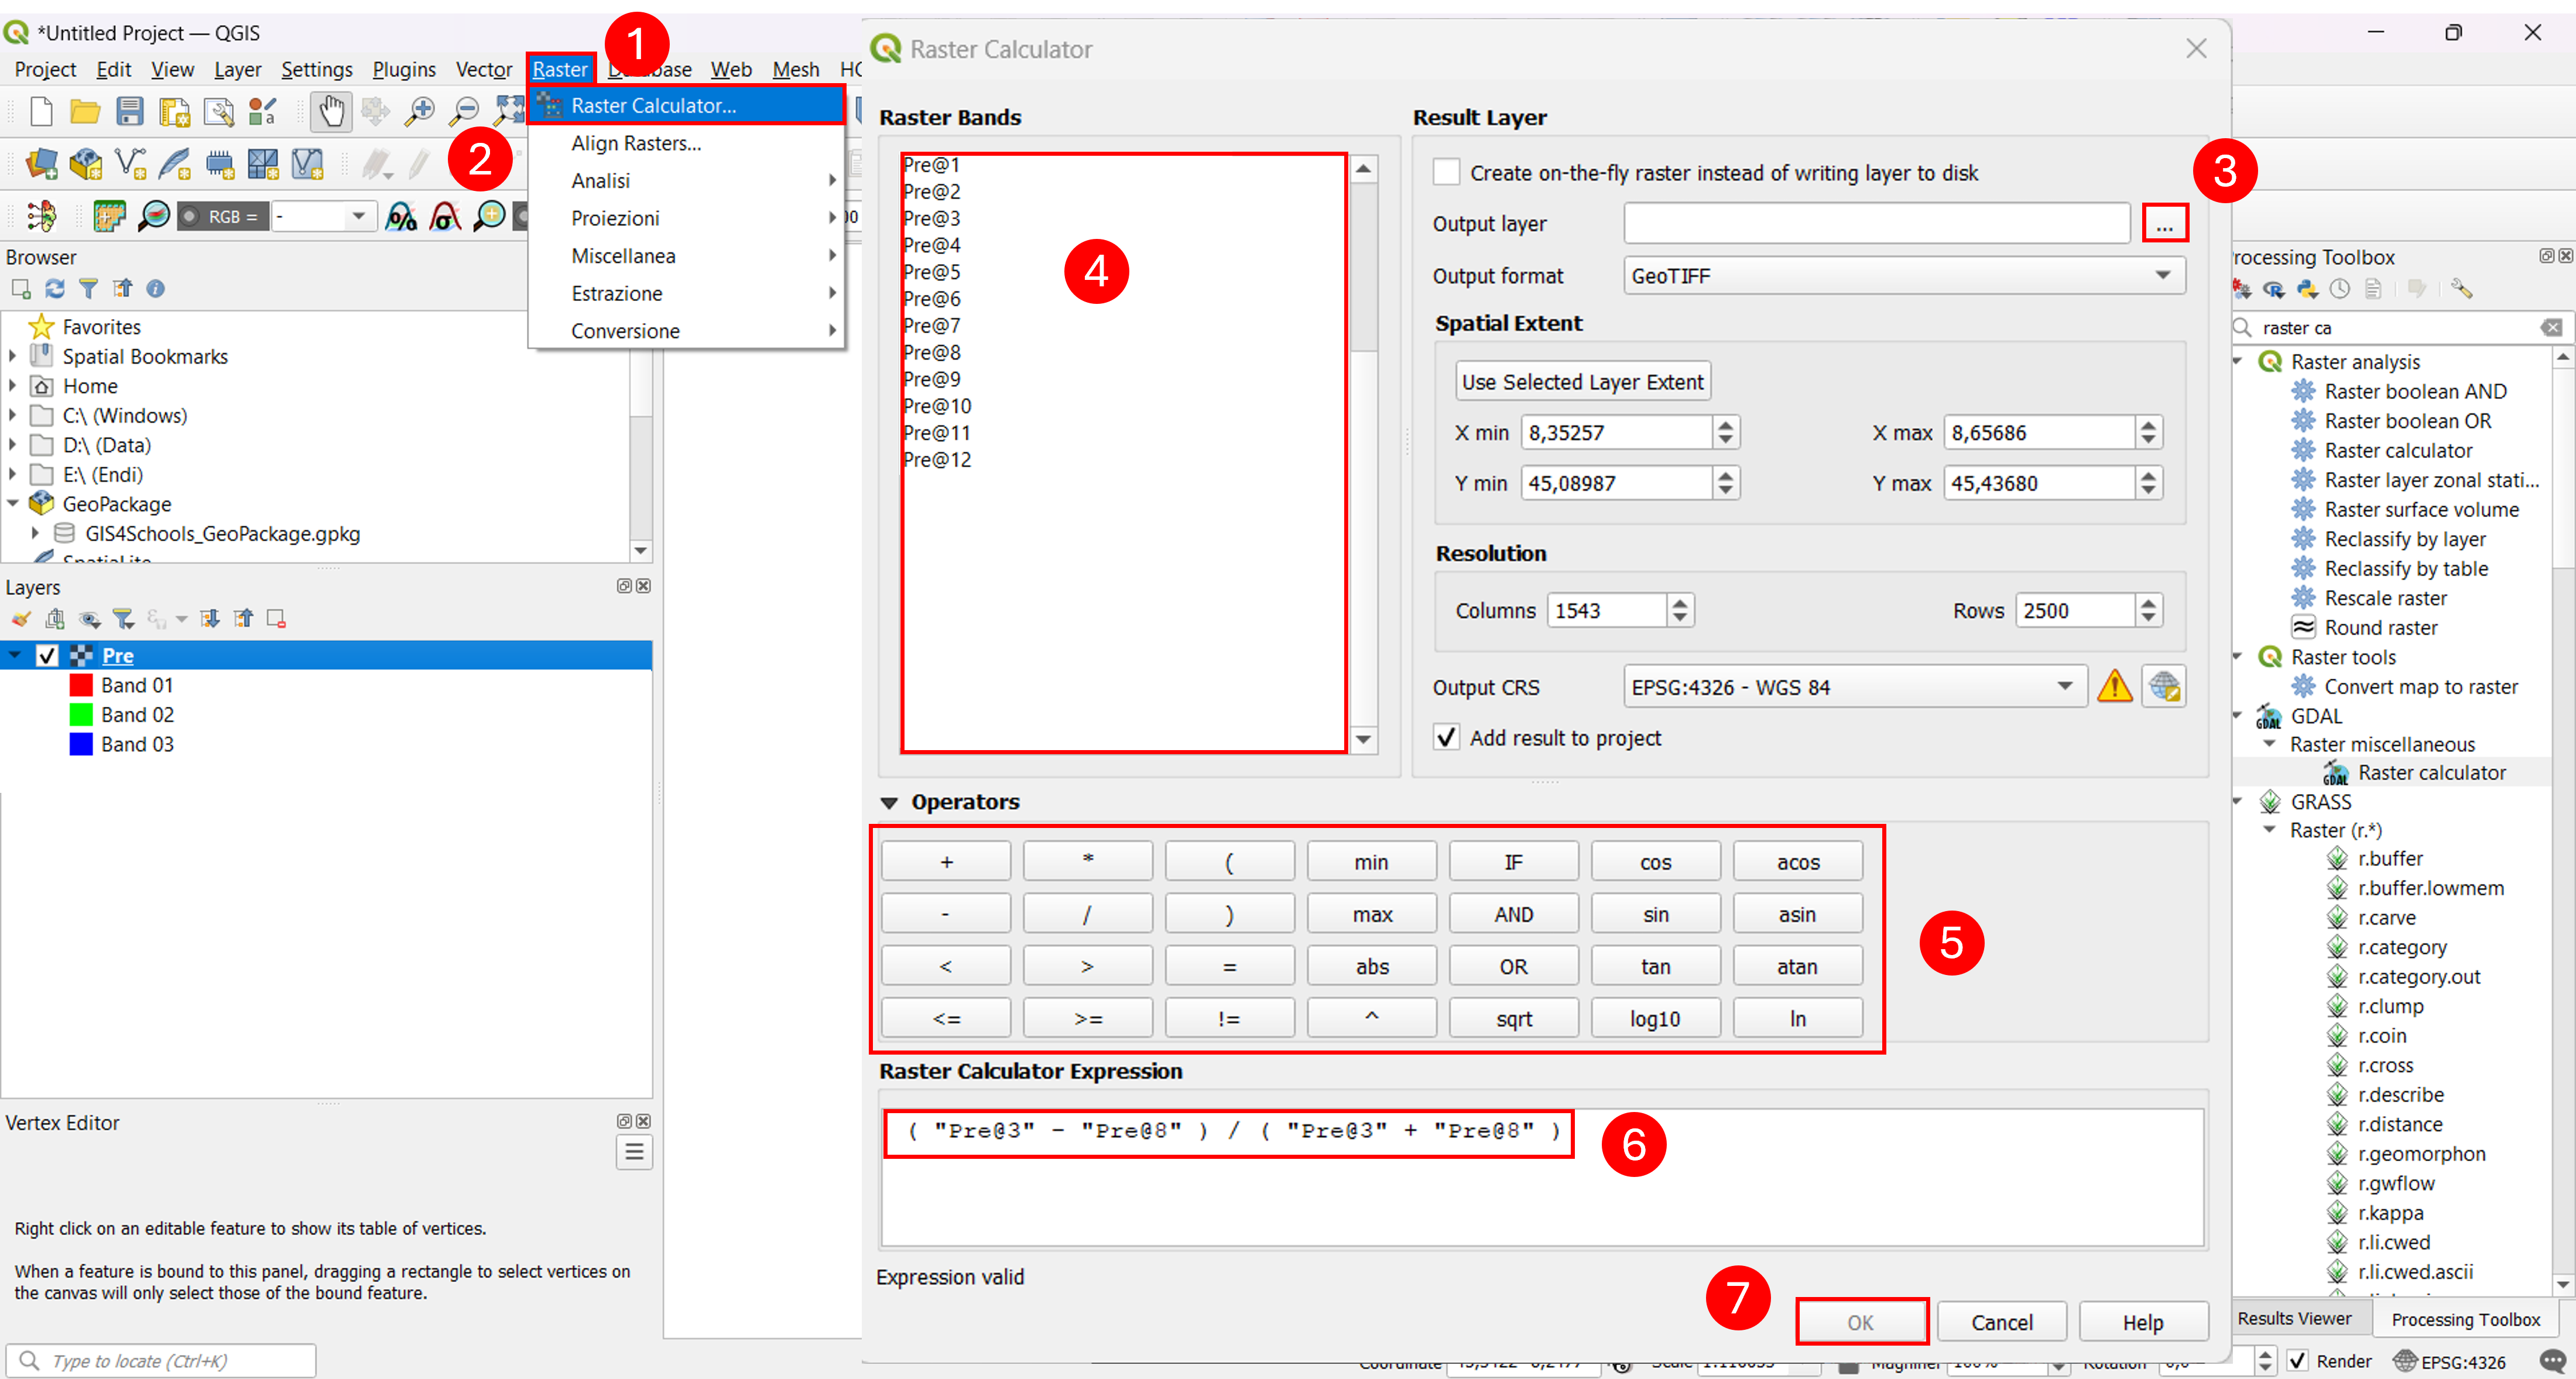 *Untitled Project — QGIS
1
Project Edit View Layer Settings Plugins Vector Raster Database Web Mesh
RGB = -
2
Raster Calculator...
Align Rasters...
Analisi
Proiezioni
Miscellanea
Estrazione
Conversione
Browser
Favorites
Spatial Bookmarks
Home
C:\ (Windows)
D:\ (Data)
E:\ (Endi)
GeoPackage
GIS4Schools_GeoPackage.gpkg
Layers
Pre
Band 01
Band 02
Band 03
Vertex Editor
Right click on an editable feature to show its table of vertices.
When a feature is bound to this panel, dragging a rectangle to select vertices on
the canvas will only select those of the bound feature.
Type to locate (Ctrl+K)
Raster Calculator
Raster Bands
Pre@1
Pre@2
Pre@3
Pre@4
Pre@5
Pre@6
Pre@7
Pre@8
Pre@9
Pre@10
Pre@11
Pre@12
4
Result Layer
Create on-the-fly raster instead of writing layer to disk
3
Output layer ...
Output format GeoTIFF
Spatial Extent
Use Selected Layer Extent
X min 8,35257 X max 8,65686
Y min 45,08987 Y max 45,43680
Resolution
Columns 1543 Rows 2500
Output CRS EPSG:4326 - WGS 84
Add result to project
Operators
+ * ( min IF cos acos
- / ) max AND sin asin
< > = abs OR tan atan
<= >= != ^ sqrt log10 ln
5
Raster Calculator Expression
( "Pre@3" - "Pre@8" ) / ( "Pre@3" + "Pre@8" )
6
Expression valid
7
OK Cancel Help
Processing Toolbox
raster ca
Raster analysis
Raster boolean AND
Raster boolean OR
Raster calculator
Raster layer zonal stati...
Raster surface volume
Reclassify by layer
Reclassify by table
Rescale raster
Round raster
Raster tools
Convert map to raster
GDAL
GDAL
Raster miscellaneous
GDAL
Raster calculator
GRASS
Raster (r.*)
r.buffer
r.buffer.lowmem
r.carve
r.category
r.category.out
r.clump
r.coin
r.cross
r.describe
r.distance
r.geomorphon
r.gwflow
r.kappa
r.li.cwed
r.li.cwed.ascii
Results Viewer Processing Toolbox
Coordinate Scale Magnifier Rotation Render EPSG:4326